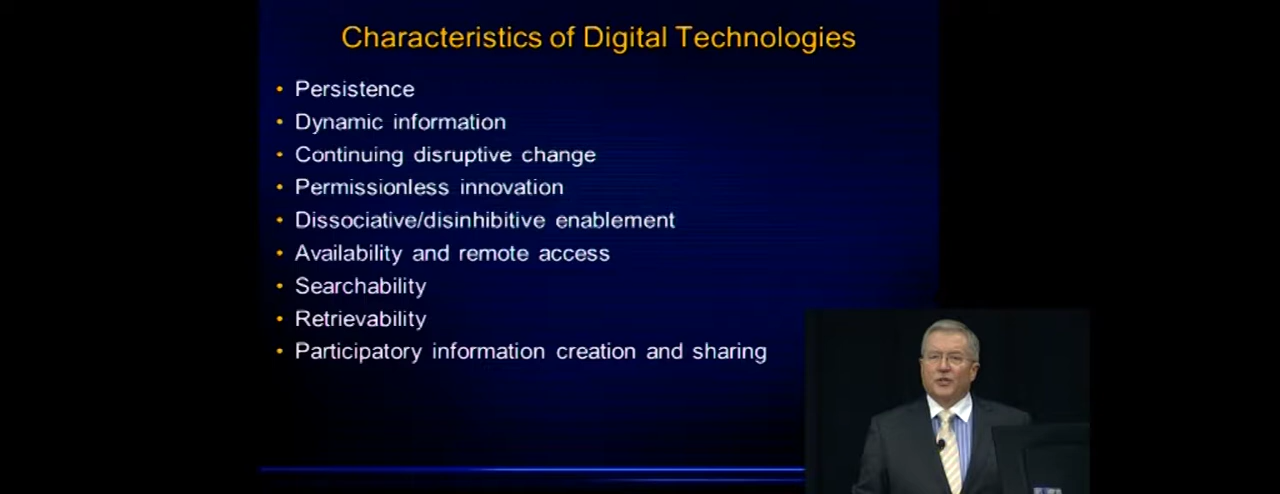 Characteristics of Digital Technologies
• Persistence
• Dynamic information
• Continuing disruptive change
• Permissionless innovation
• Dissociative/disinhibitive enablement
• Availability and remote access
• Searchability
• Retrievability
• Participatory information creation and sharing